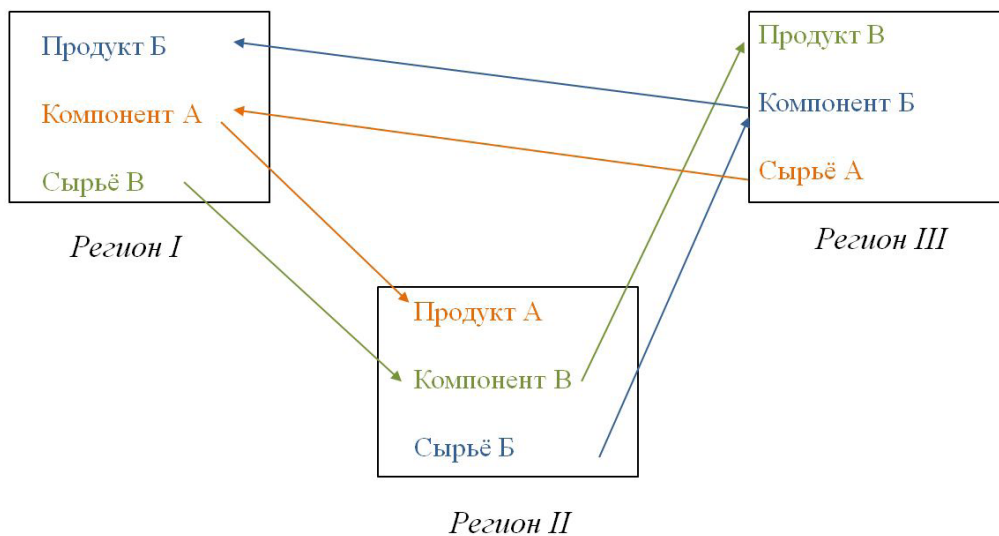 Продукт Б
Компонент А
Сырьё В
Регион I
Продукт В
Компонент Б
Сырьё А
Регион III
Продукт А
Компонент В
Сырьё Б
Регион II